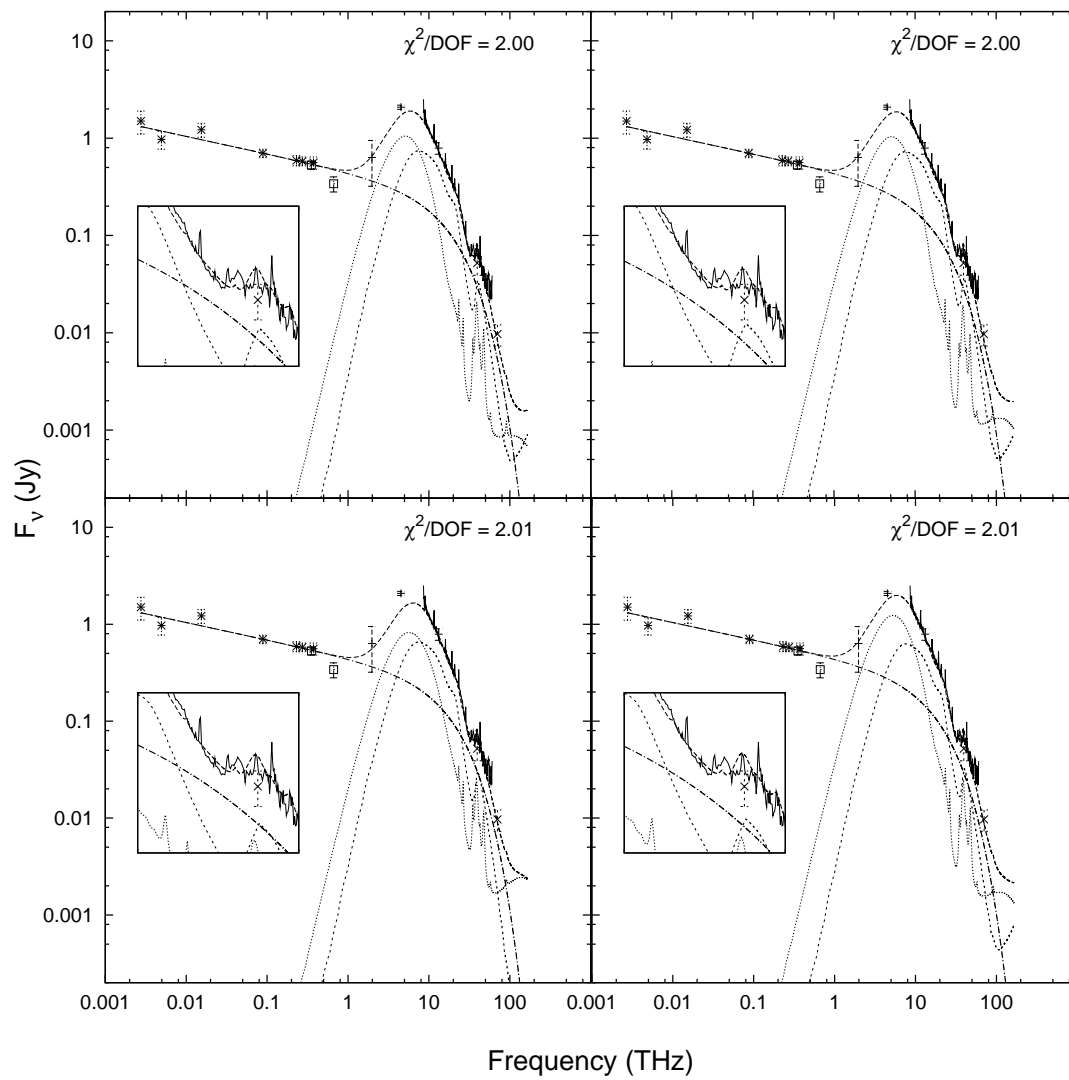 10
1
0.1
0.01
0.001
χ²/DOF = 2.00
χ²/DOF = 2.00
F_ν (Jy)
10
1
0.1
0.01
0.001
χ²/DOF = 2.01
χ²/DOF = 2.01
0.001 0.01 0.1 1 10 100 0.001 0.01 0.1 1 10 100
Frequency (THz)